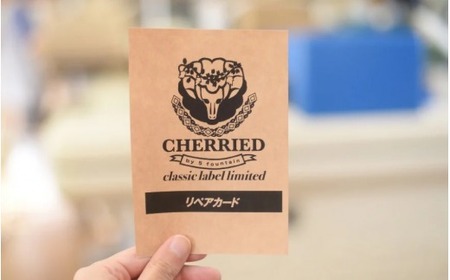 CHERRIED
by S fountain
classic label limited
リペアカード